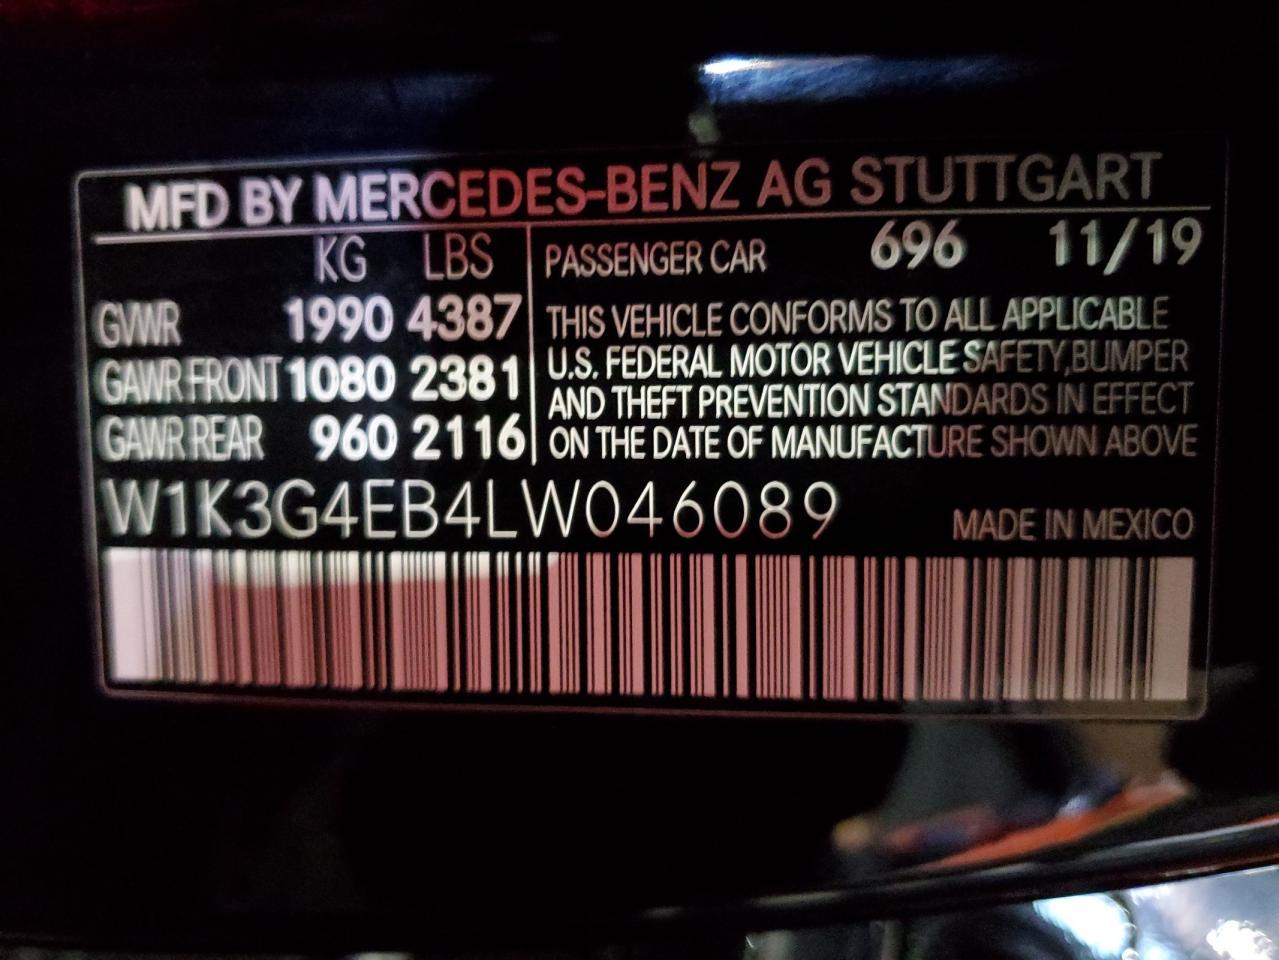 MFD BY MERCEDES-BENZ AG STUTTGART
KG LBS
GVWR 1990 4387
GAWR FRONT 1080 2381
GAWR REAR 960 2116
PASSENGER CAR 696 11/19
THIS VEHICLE CONFORMS TO ALL APPLICABLE
U.S. FEDERAL MOTOR VEHICLE SAFETY,BUMPER
AND THEFT PREVENTION STANDARDS IN EFFECT
ON THE DATE OF MANUFACTURE SHOWN ABOVE
W1K3G4EB4LW046089
MADE IN MEXICO